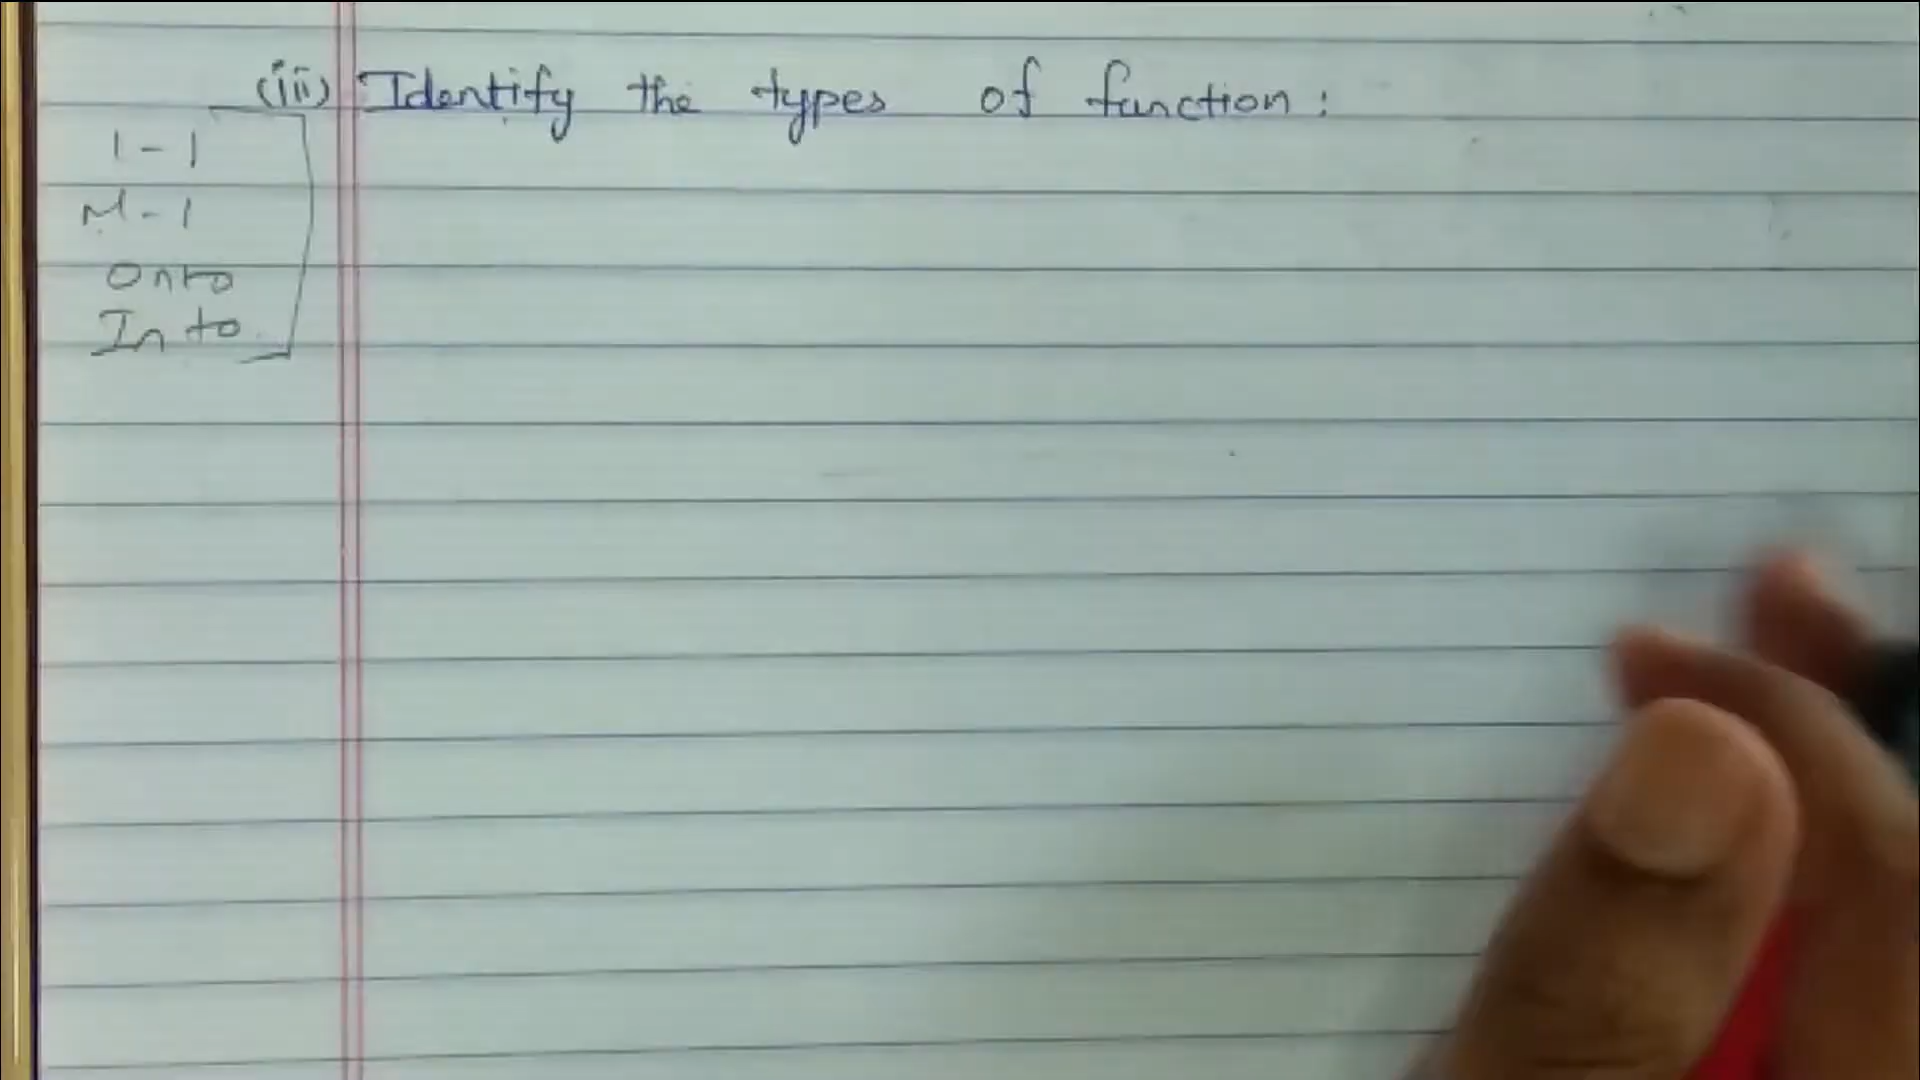 (iii) Identify the types of function :
1 - 1
M - 1
Onto
Into